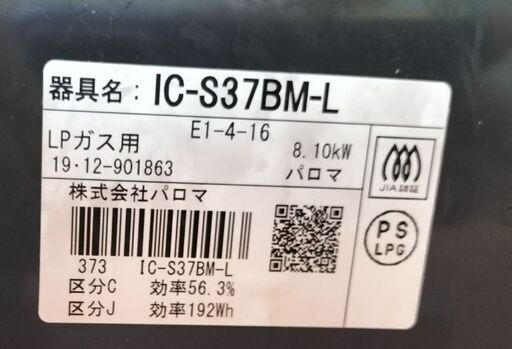 器具名: IC-S37BM-L
E1-4-16
LPガス用 8.10kW
19・12-901863 パロマ
JIA認証
株式会社パロマ
PS
LPG
373 IC-S37BM-L
区分C 効率56.3%
区分J 効率192Wh